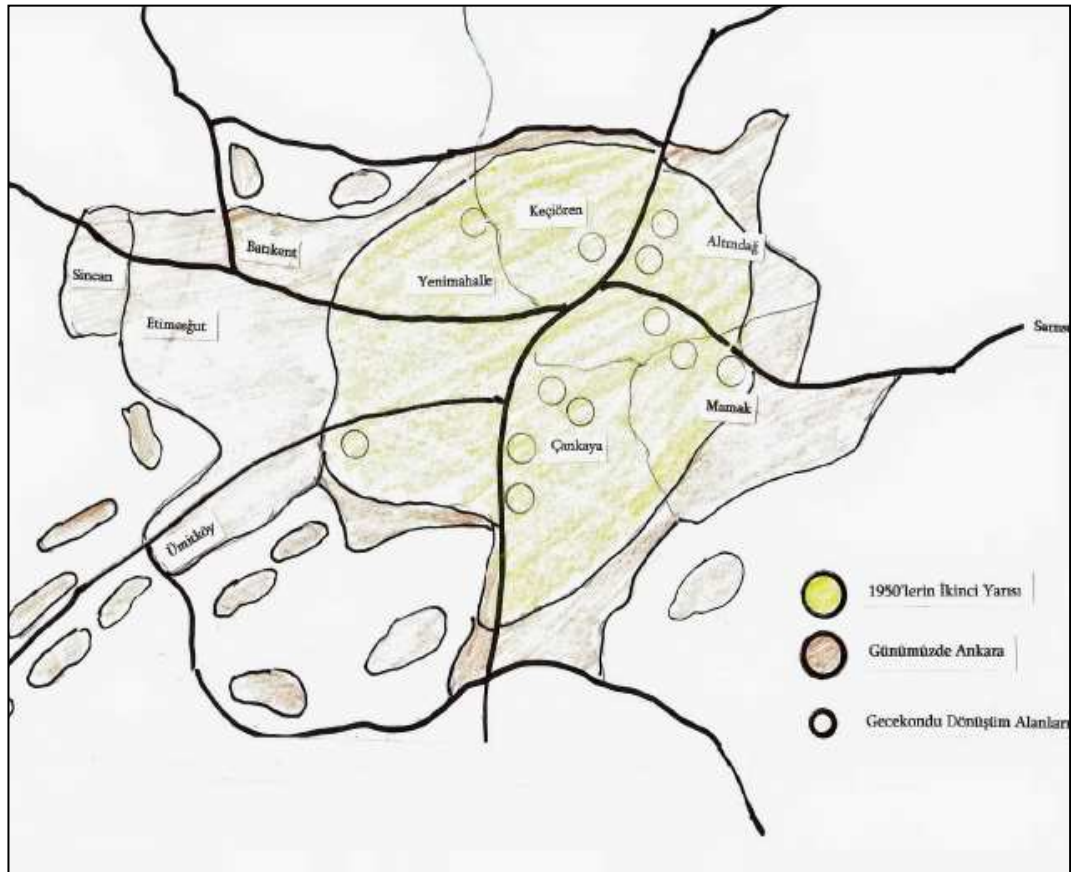 Keçiören
Altındağ
Batıkent
Sincan
Yenimahalle
Etimesğut
Mamak
Çankaya
Ümitköy
1950'lerin İkinci Yarısı
Günümüzde Ankara
Gecekondu Dönüşüm Alanları